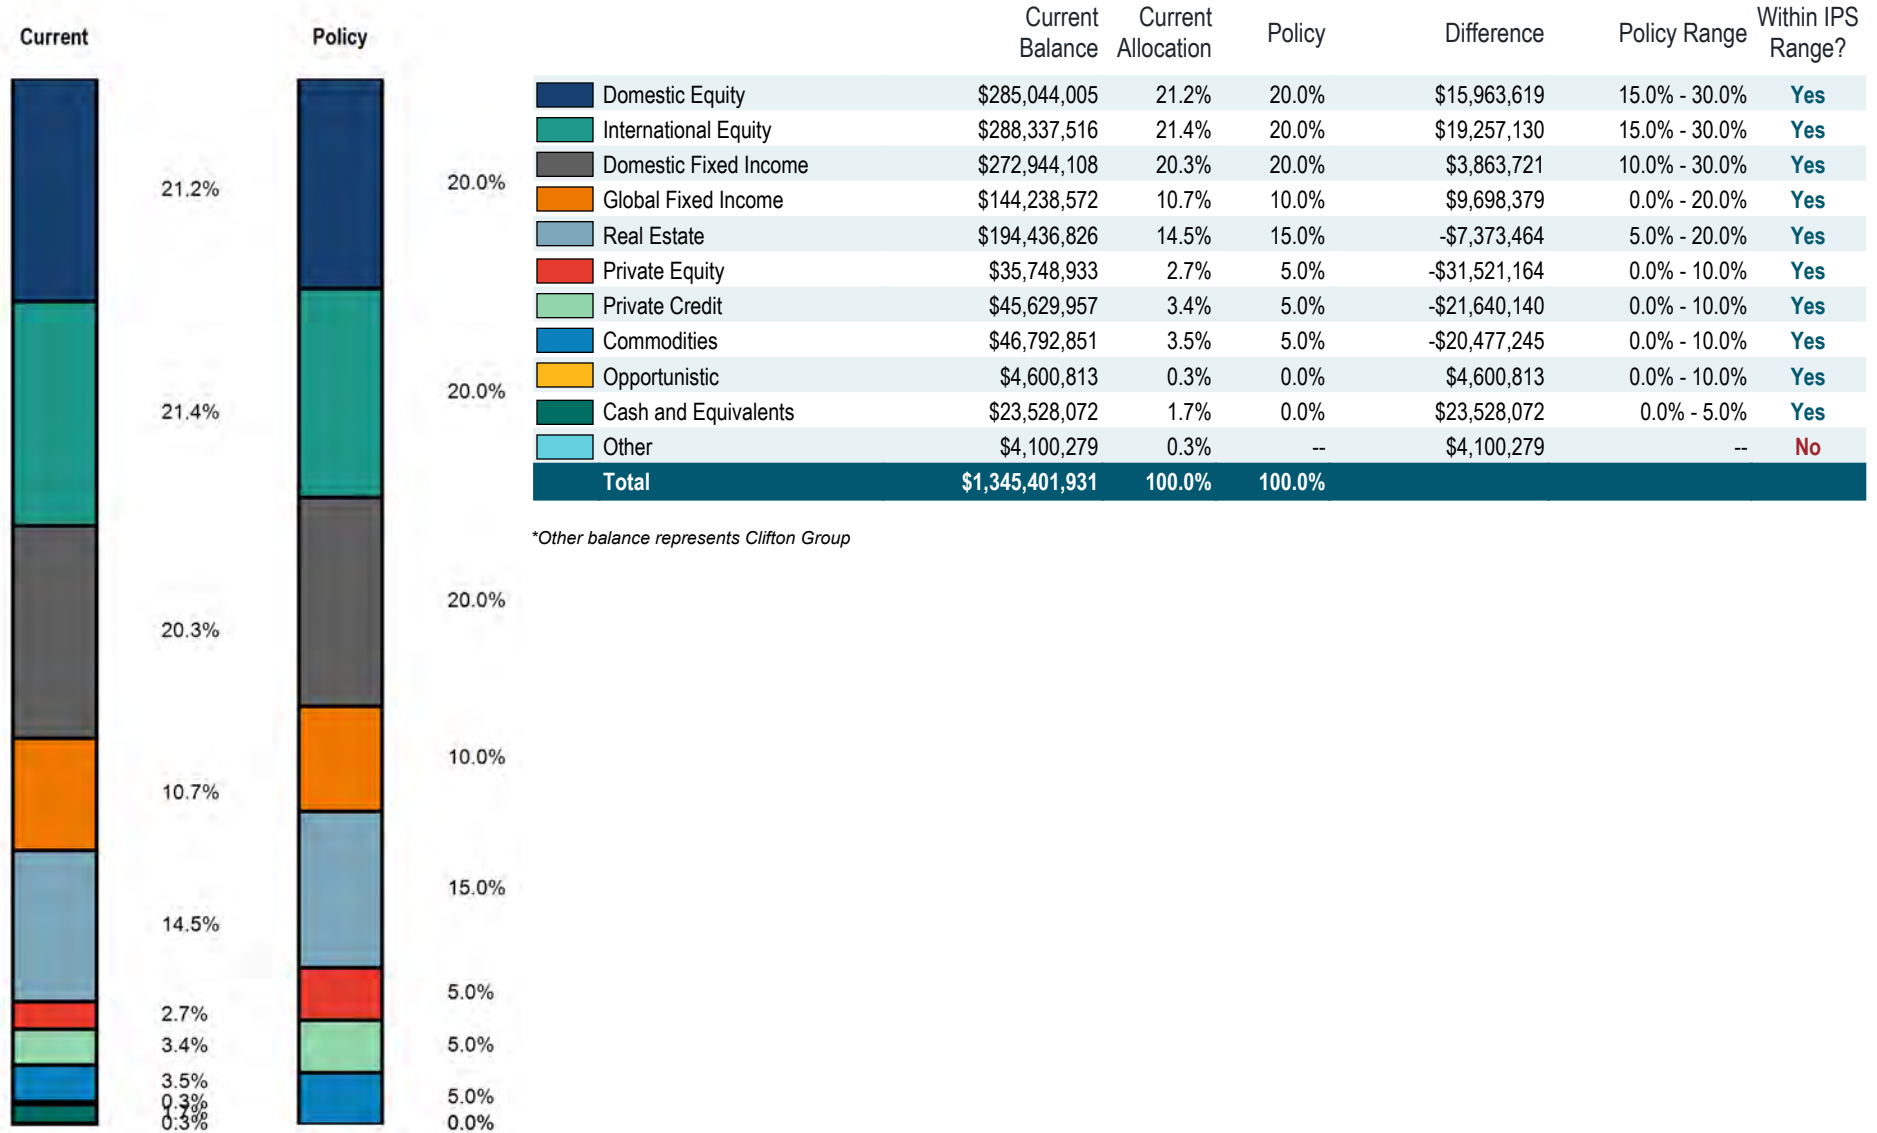 Current
21.2%
21.4%
20.3%
10.7%
14.5%
2.7%
3.4%
3.5%
0.3%
1.7%
0.3%
Policy
20.0%
20.0%
20.0%
10.0%
15.0%
5.0%
5.0%
5.0%
0.0%
Current Balance Current Allocation Policy Difference Policy Range Within IPS Range?
Domestic Equity $285,044,005 21.2% 20.0% $15,963,619 15.0% - 30.0% Yes
International Equity $288,337,516 21.4% 20.0% $19,257,130 15.0% - 30.0% Yes
Domestic Fixed Income $272,944,108 20.3% 20.0% $3,863,721 10.0% - 30.0% Yes
Global Fixed Income $144,238,572 10.7% 10.0% $9,698,379 0.0% - 20.0% Yes
Real Estate $194,436,826 14.5% 15.0% -$7,373,464 5.0% - 20.0% Yes
Private Equity $35,748,933 2.7% 5.0% -$31,521,164 0.0% - 10.0% Yes
Private Credit $45,629,957 3.4% 5.0% -$21,640,140 0.0% - 10.0% Yes
Commodities $46,792,851 3.5% 5.0% -$20,477,245 0.0% - 10.0% Yes
Opportunistic $4,600,813 0.3% 0.0% $4,600,813 0.0% - 10.0% Yes
Cash and Equivalents $23,528,072 1.7% 0.0% $23,528,072 0.0% - 5.0% Yes
Other $4,100,279 0.3% -- $4,100,279 -- No
Total $1,345,401,931 100.0% 100.0%
*Other balance represents Clifton Group